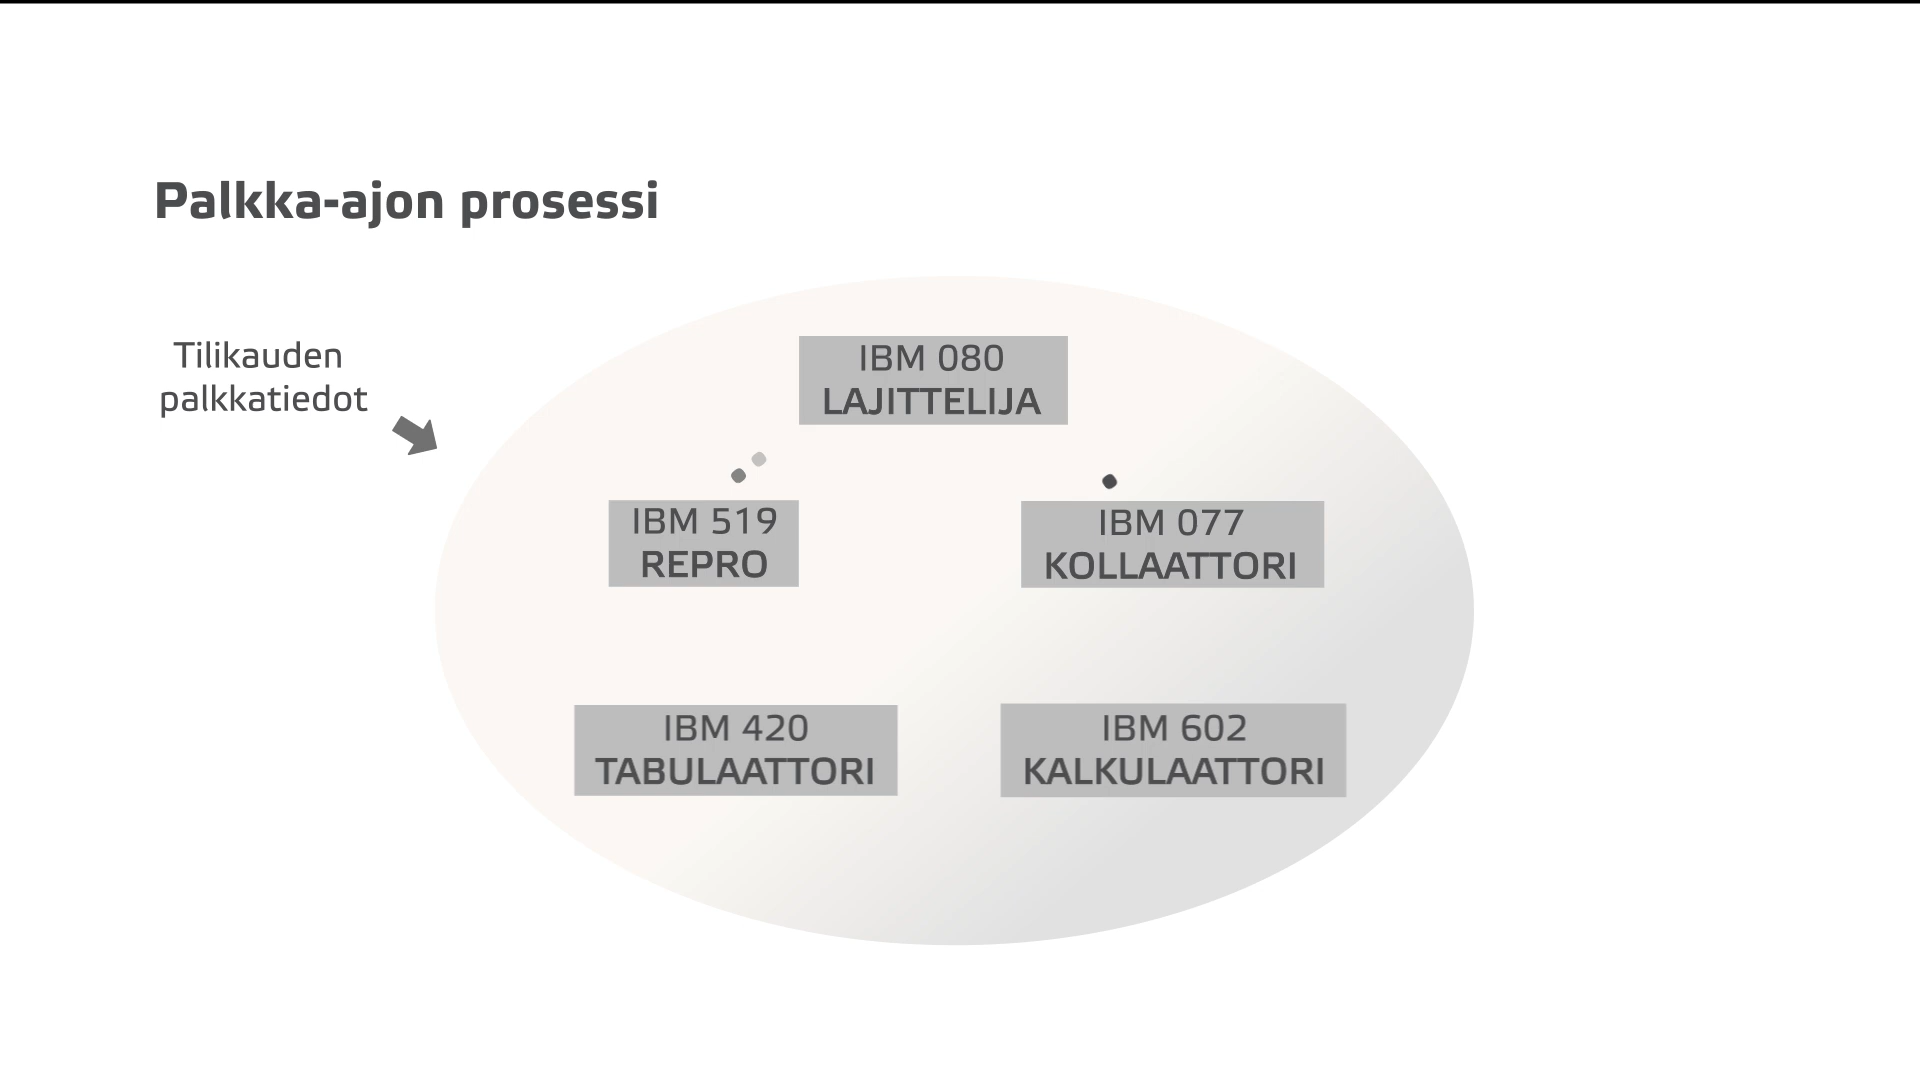 Palkka-ajon prosessi
Tilikauden
palkkatiedot
IBM 080
LAJITTELIJA
IBM 519
REPRO
IBM 077
KOLLAATTORI
IBM 420
TABULAATTORI
IBM 602
KALKULAATTORI